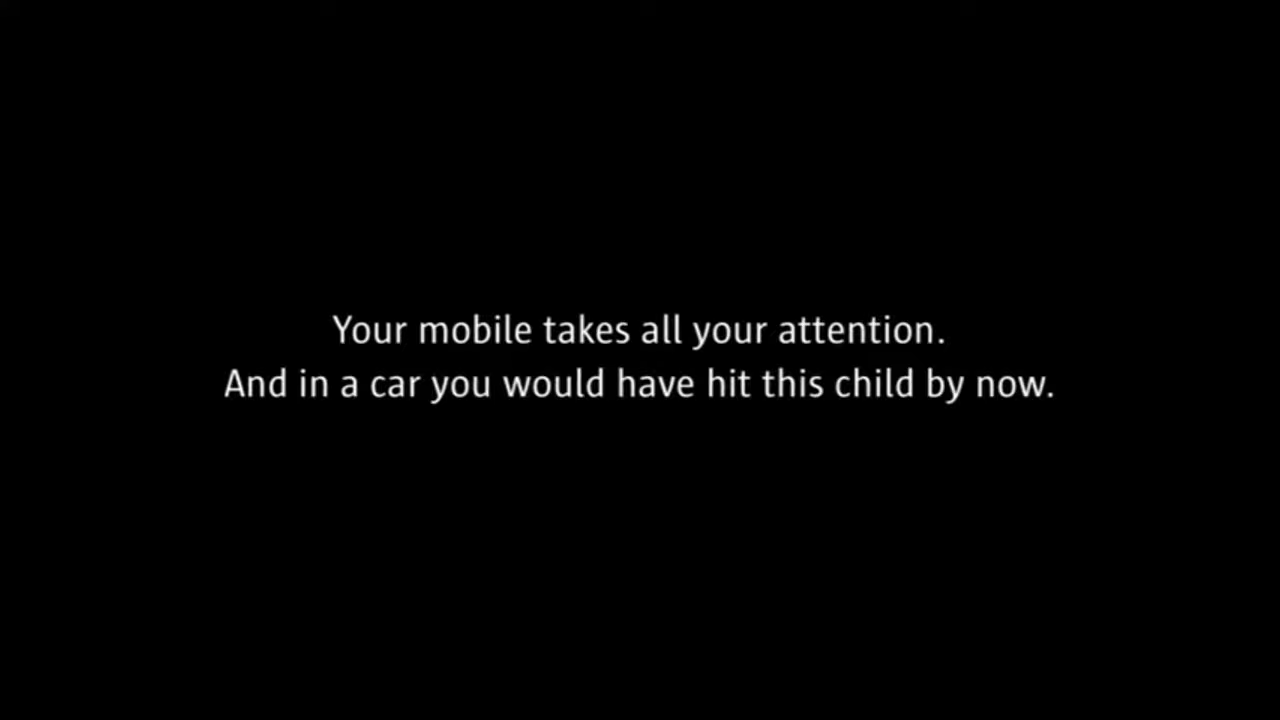 Your mobile takes all your attention.
And in a car you would have hit this child by now.